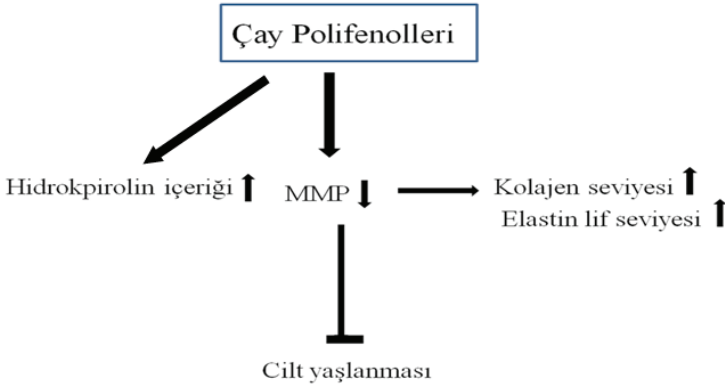 Çay Polifenolleri
Hidrokpirolin içeriği
MMP
Kolajen seviyesi
Elastin lif seviyesi
Cilt yaşlanması